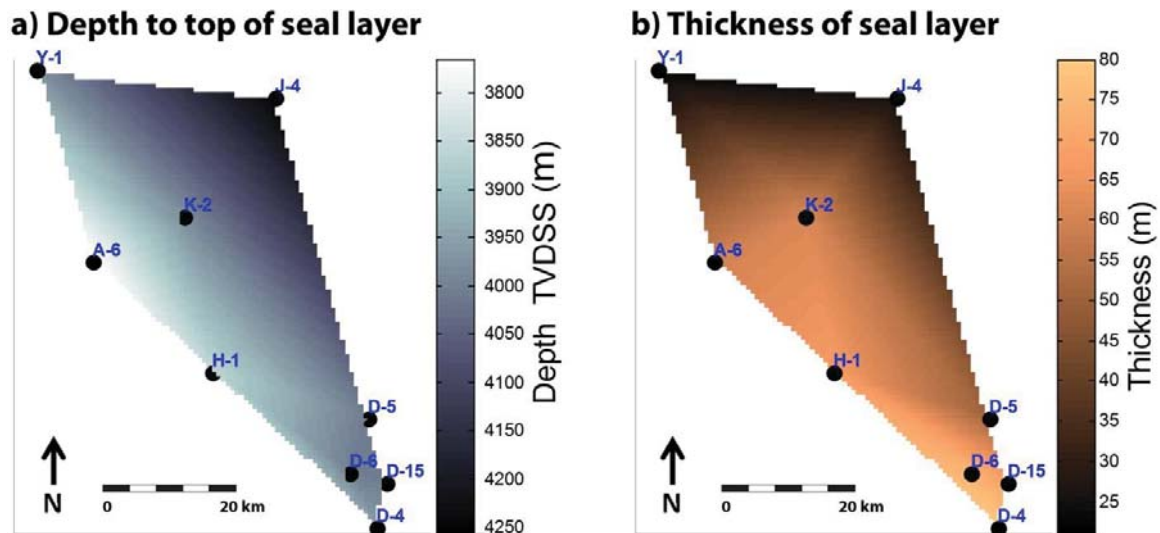 a) Depth to top of seal layer
Y-1
J-4
K-2
A-6
H-1
D-5
D-6
D-15
D-4
N
0 20 km
3800
3850
3900
3950
4000
4050
4100
4150
4200
4250
Depth TVDSS (m)
b) Thickness of seal layer
Y-1
J-4
K-2
A-6
H-1
D-5
D-6
D-15
D-4
N
0 20 km
80
75
70
65
60
55
50
45
40
35
30
25
Thickness (m)